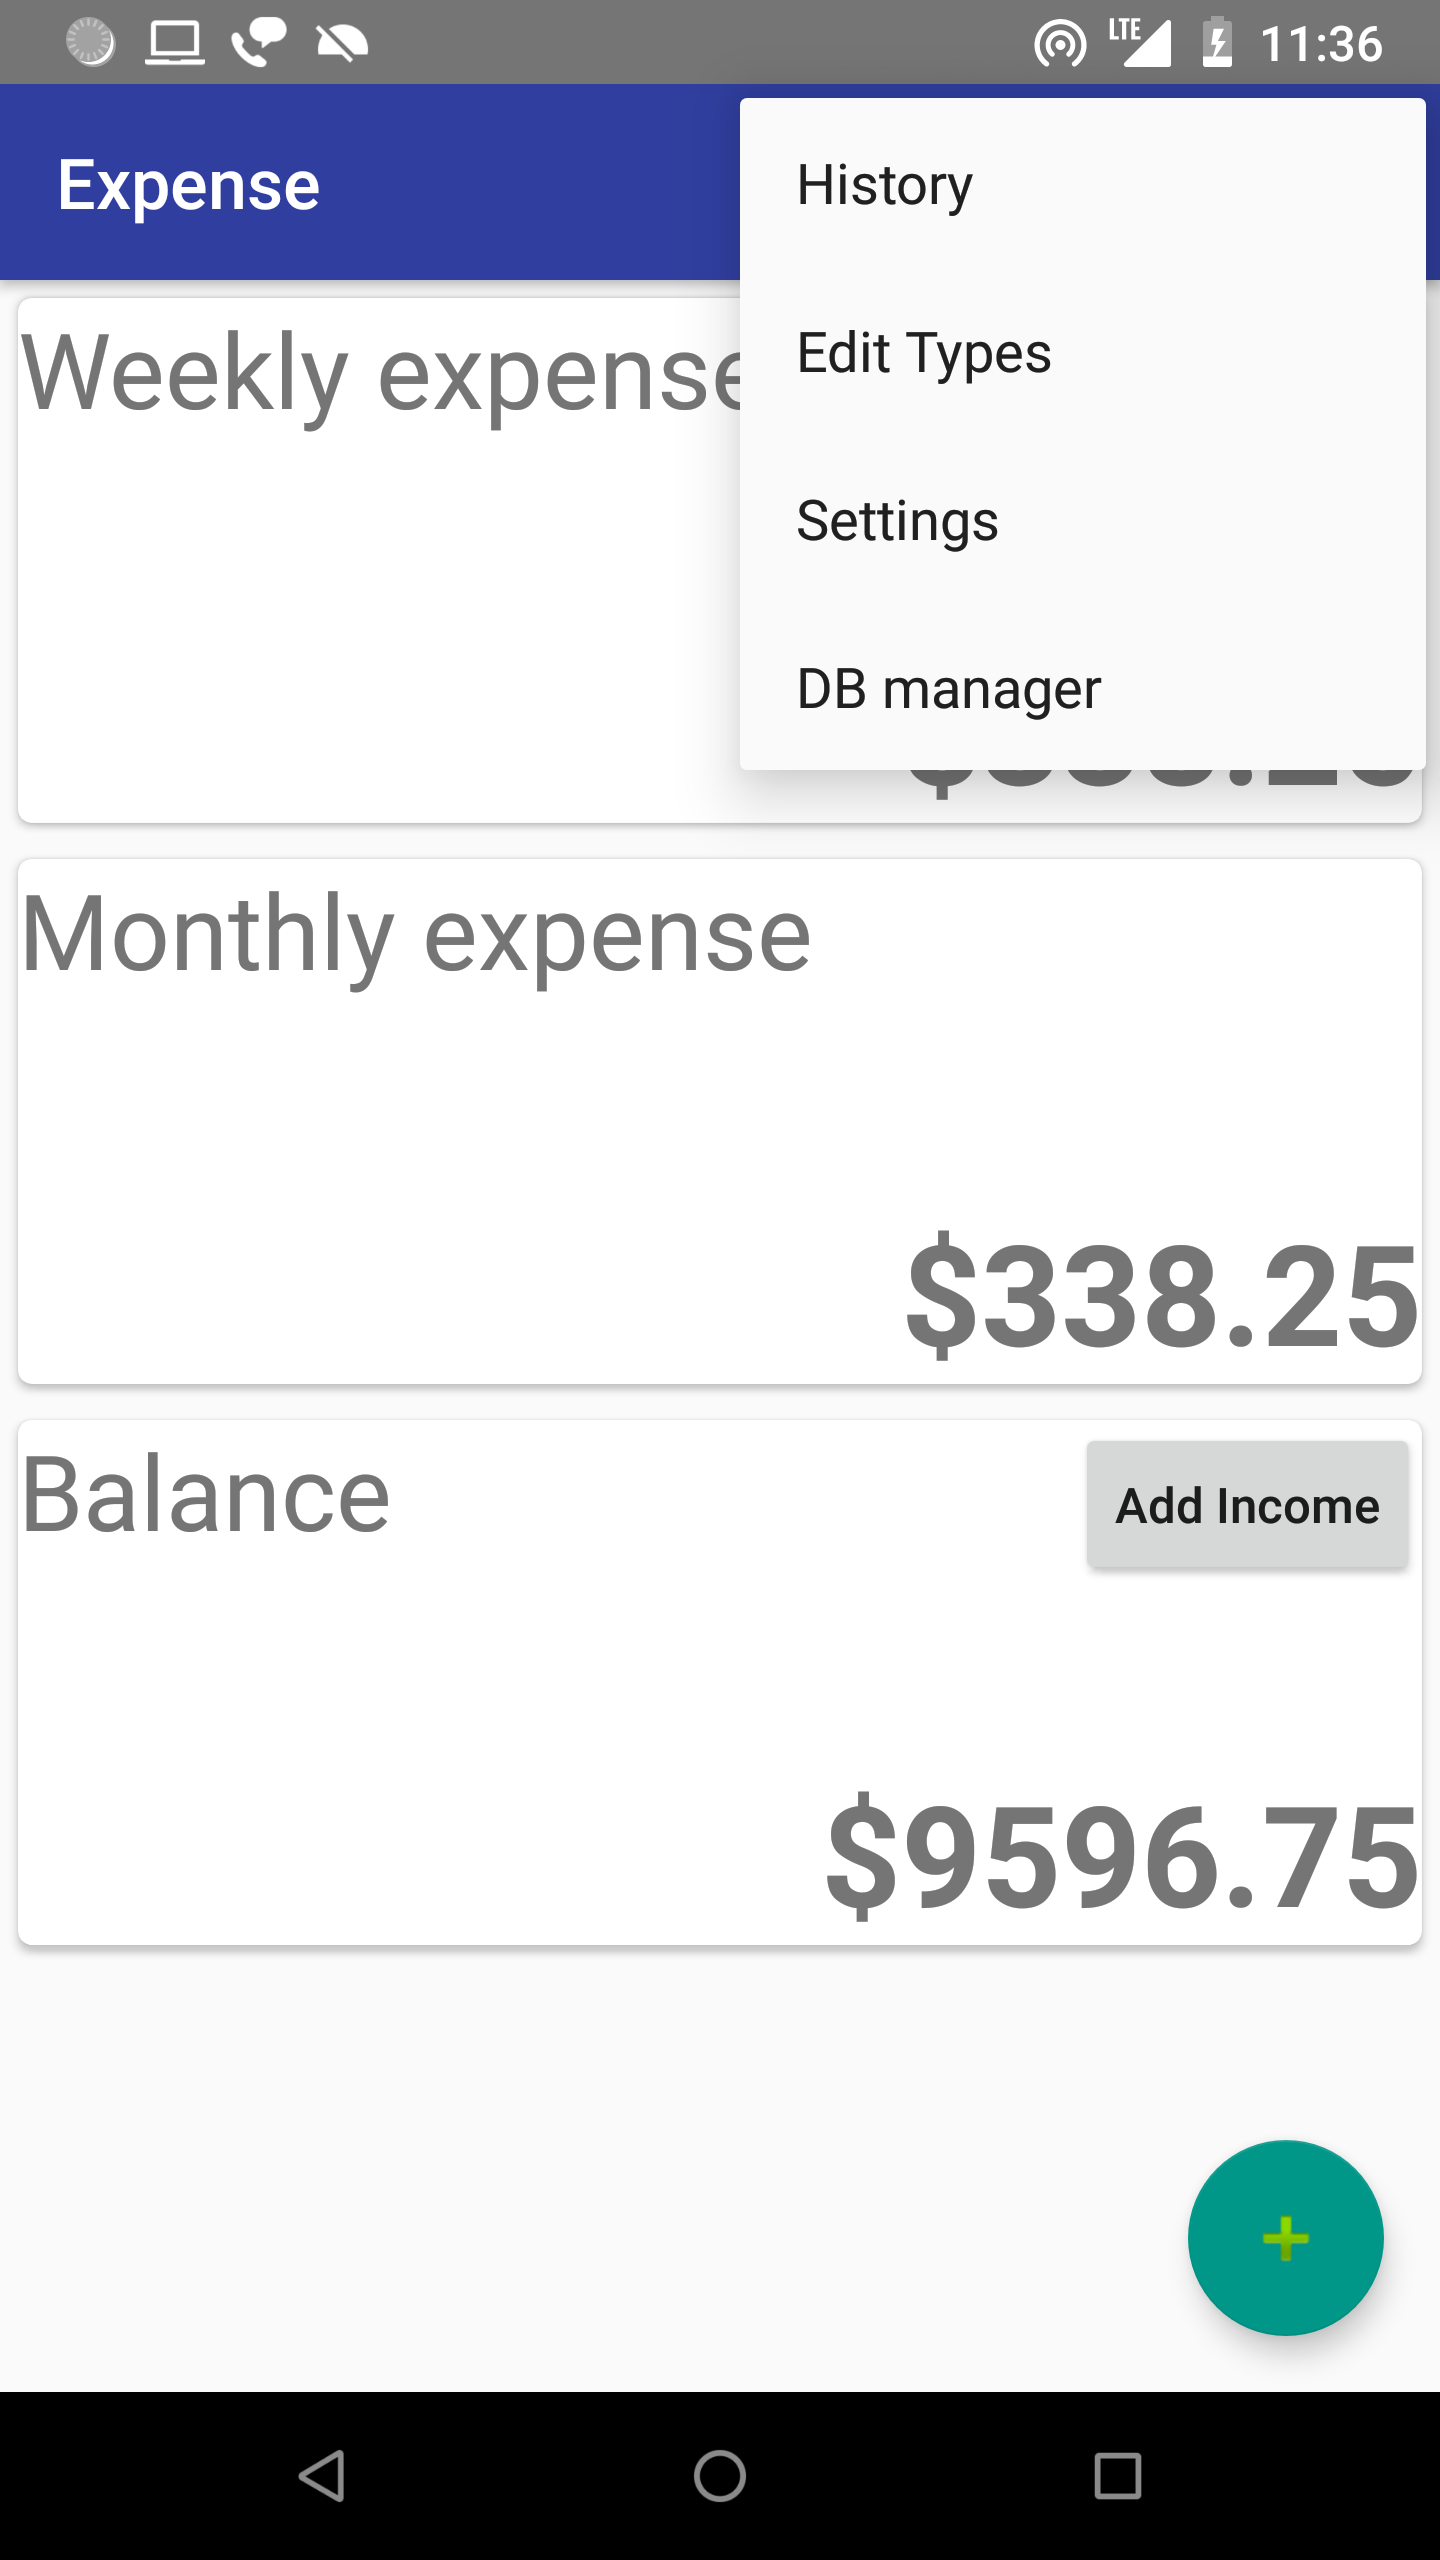 LTE 11:36
Expense
History
Edit Types
Settings
DB manager
Weekly expense
Monthly expense
$338.25
Balance
Add Income
$9596.75